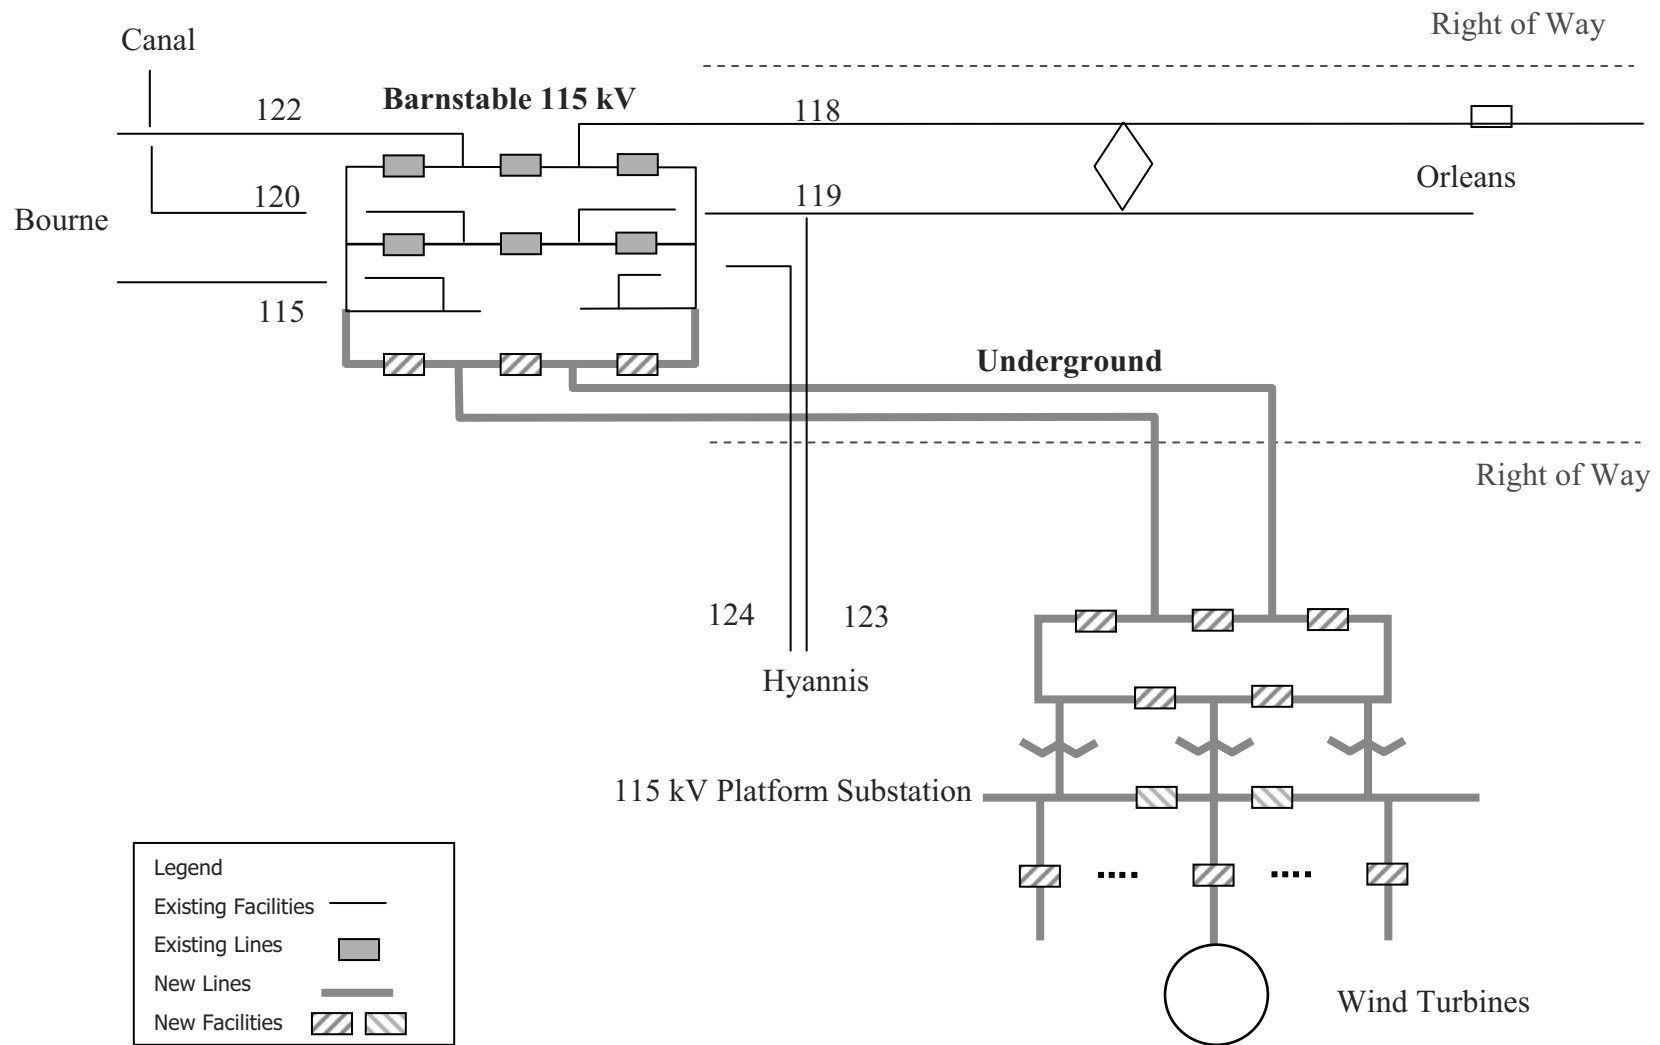 Right of Way
Canal
122
Barnstable 115 kV
118
Orleans
120
119
Bourne
115
Underground
Right of Way
124
123
Hyannis
115 kV Platform Substation
Legend
Existing Facilities
Existing Lines
New Lines
New Facilities
Wind Turbines